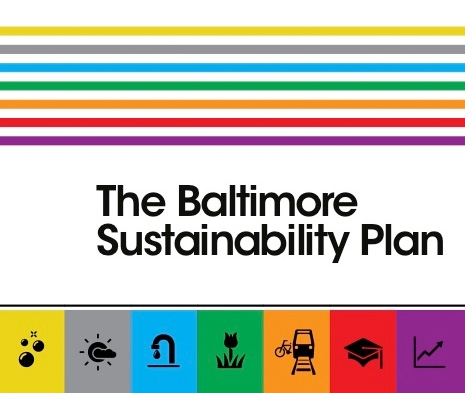 The Baltimore
Sustainability Plan